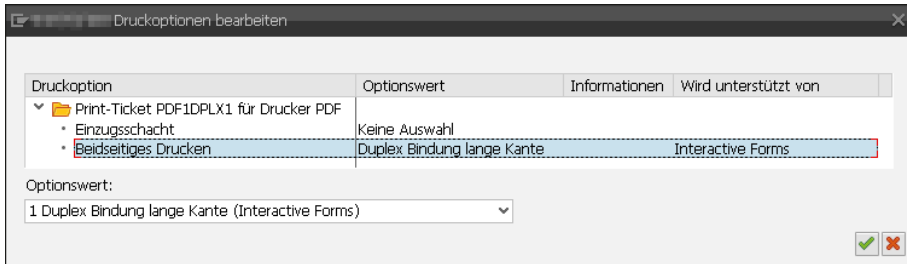 Druckoptionen bearbeiten
Druckoption Optionswert Informationen Wird unterstützt von
Print-Ticket PDF1DPLX1 für Drucker PDF
Einzugsschacht Keine Auswahl
Beidseitiges Drucken Duplex Bindung lange Kante Interactive Forms
Optionswert:
1 Duplex Bindung lange Kante (Interactive Forms)